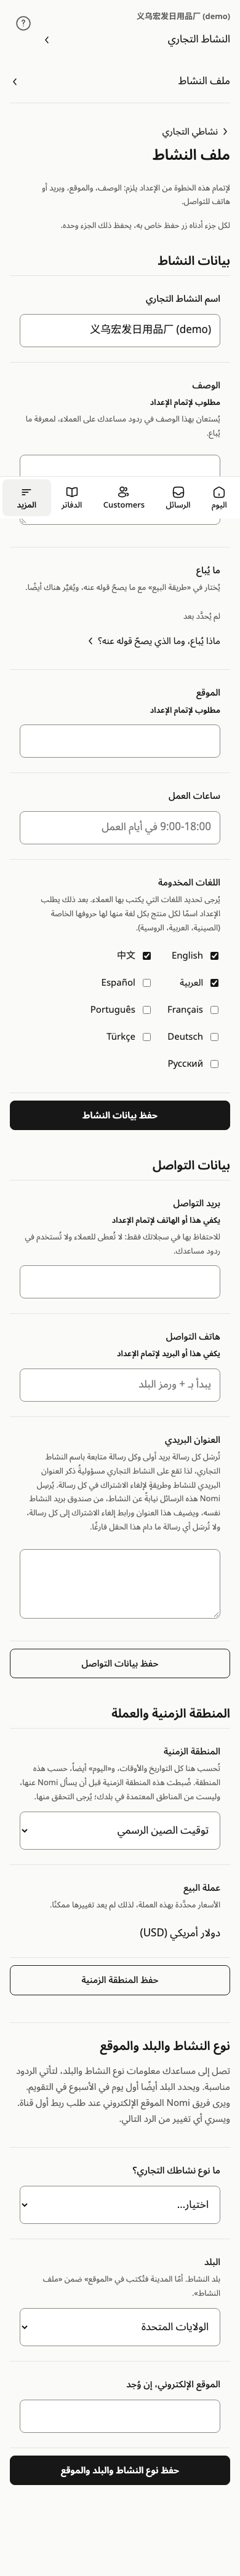 义乌宏发日用品厂 (demo)
النشاط التجاري
ملف النشاط
نشاطي التجاري
ملف النشاط
لإتمام هذه الخطوة من الإعداد يلزم: الوصف، والموقع، وبريد أو
هاتف للتواصل.
لكل جزء أدناه زر حفظ خاص به، يحفظ ذلك الجزء وحده.
بيانات النشاط
اسم النشاط التجاري
义乌宏发日用品厂 (demo)
الوصف
مطلوب لإتمام الإعداد
يُستعان بهذا الوصف في ردود مساعدك على العملاء، لمعرفة ما
يُباع.
اليوم
الرسائل
Customers
الدفاتر
المزيد
ما يُباع
يُختار في «طريقة البيع» مع ما يصحّ قوله عنه، ويُغيَّر هناك أيضًا.
لم يُحدَّد بعد
ماذا يُباع، وما الذي يصحّ قوله عنه؟
الموقع
مطلوب لإتمام الإعداد
ساعات العمل
9:00-18:00 في أيام العمل
اللغات المخدومة
يُرجى تحديد اللغات التي يكتب بها العملاء. بعد ذلك يطلب
الإعداد اسمًا لكل منتج بكل لغة منها لها حروفها الخاصة
(الصينية، العربية، الروسية).
English
中文
العربية
Español
Français
Português
Deutsch
Türkçe
Русский
حفظ بيانات النشاط
بيانات التواصل
بريد التواصل
يكفي هذا أو الهاتف لإتمام الإعداد
للاحتفاظ بها في سجلاتك فقط: لا تُعطى للعملاء ولا تُستخدم في
ردود مساعدك.
هاتف التواصل
يكفي هذا أو البريد لإتمام الإعداد
يبدأ بـ + ورمز البلد
العنوان البريدي
تُرسَل كل رسالة بريد أولى وكل رسالة متابعة باسم النشاط
التجاري، لذا تقع على النشاط التجاري مسؤوليةُ ذكر العنوان
البريدي للنشاط وطريقةٍ لإلغاء الاشتراك في كل رسالة. يُرسِل
Nomi هذه الرسائل نيابةً عن النشاط، من صندوق بريد النشاط
نفسه، ويضيف هذا العنوان ورابط إلغاء الاشتراك إلى كل رسالة،
ولا تُرسَل أي رسالة ما دام هذا الحقل فارغًا.
حفظ بيانات التواصل
المنطقة الزمنية والعملة
المنطقة الزمنية
تُحسب هنا كل التواريخ والأوقات، و«اليوم» أيضاً، حسب هذه
المنطقة. ضُبطت هذه المنطقة الزمنية قبل أن يسأل Nomi عنها،
وليست من المناطق المعتمدة في بلدك؛ يُرجى التحقق منها.
توقيت الصين الرسمي
عملة البيع
الأسعار محدَّدة بهذه العملة، لذلك لم يعد تغييرها ممكنًا.
دولار أمريكي (USD)
حفظ المنطقة الزمنية
نوع النشاط والبلد والموقع
تصل إلى مساعدك معلومات نوع النشاط والبلد، لتأتي الردود
مناسبة. ويحدد البلد أيضًا أول يوم في الأسبوع في التقويم.
ويرى فريق Nomi الموقع الإلكتروني عند طلب ربط أول قناة.
ويسري أي تغيير من الرد التالي.
ما نوع نشاطك التجاري؟
اختيار...
البلد
بلد النشاط. أمّا المدينة فتُكتب في «الموقع» ضمن «ملف
النشاط».
الولايات المتحدة
الموقع الإلكتروني، إن وُجد
حفظ نوع النشاط والبلد والموقع